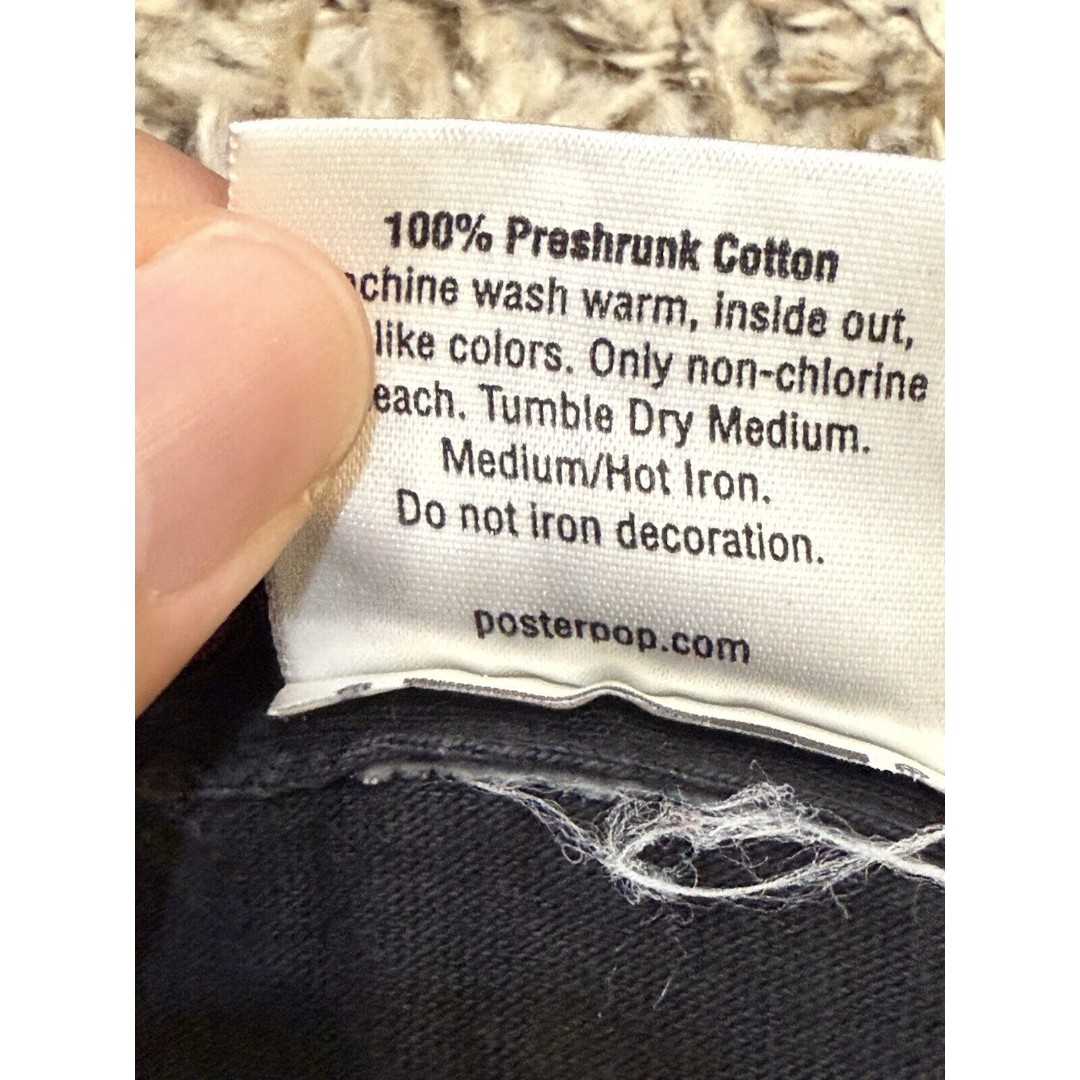 100% Preshrunk Cotton
achine wash warm, inside out,
like colors. Only non-chlorine
each. Tumble Dry Medium.
Medium/Hot Iron.
Do not iron decoration.
posterpop.com